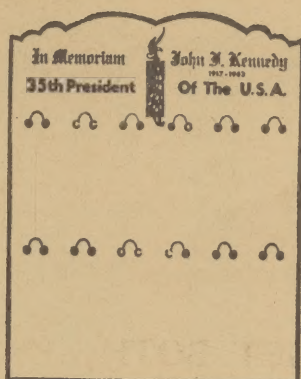 In Memoriam
John F. Kennedy
1917-1963
35th President
Of The U.S.A.